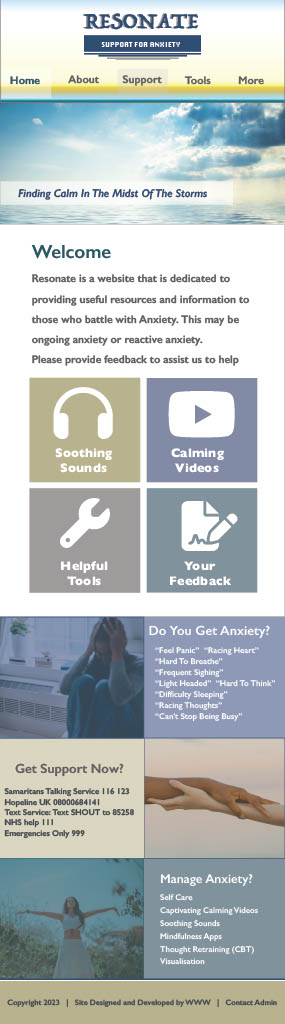 RESONATE
SUPPORT FOR ANXIETY
Home About Support Tools More
Finding Calm In The Midst Of The Storms
Welcome
Resonate is a website that is dedicated to
providing useful resources and information to
those who battle with Anxiety. This may be
ongoing anxiety or reactive anxiety.
Please provide feedback to assist us to help
Soothing
Sounds
Calming
Videos
Helpful
Tools
Your
Feedback
Do You Get Anxiety?
“Feel Panic” “Racing Heart”
“Hard To Breathe”
“Frequent Sighing”
“Light Headed” “Hard To Think”
“Difficulty Sleeping”
“Racing Thoughts”
“Can’t Stop Being Busy”
Get Support Now?
Samaritans Talking Service 116 123
Hopeline UK 08000684141
Text Service: Text SHOUT to 85258
NHS help 111
Emergencies Only 999
Manage Anxiety?
Self Care
Captivating Calming Videos
Soothing Sounds
Mindfulness Apps
Thought Retraining (CBT)
Visualisation
Copyright 2023 | Site Designed and Developed by WWW | Contact Admin